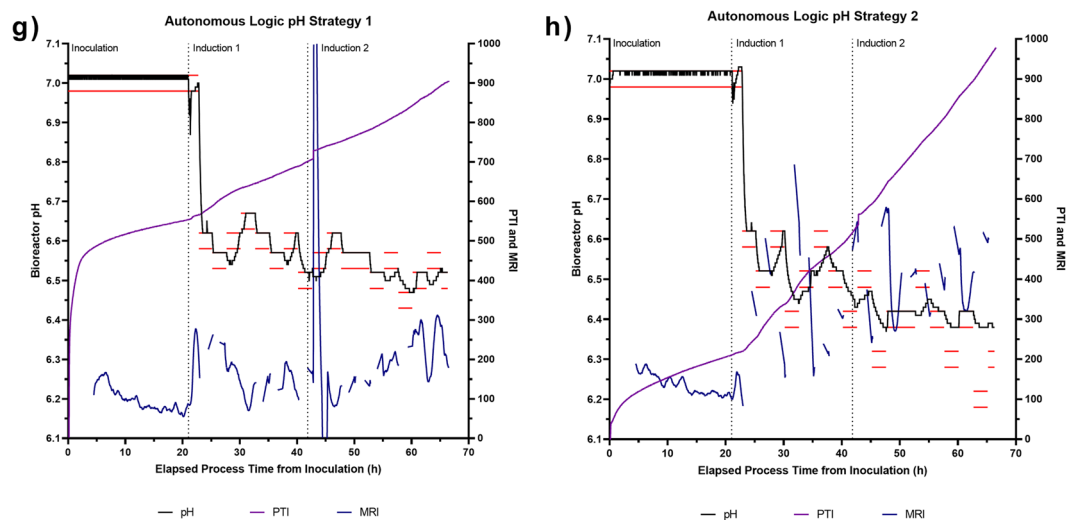 g)
Autonomous Logic pH Strategy 1
Inoculation
Induction 1
Induction 2
Bioreactor pH
7.1
7.0
6.9
6.8
6.7
6.6
6.5
6.4
6.3
6.2
6.1
1000
900
800
700
600
500
400
300
200
100
0
PTI and MRI
0 10 20 30 40 50 60 70
Elapsed Process Time from Inoculation (h)
pH PTI MRI
h)
Autonomous Logic pH Strategy 2
Inoculation
Induction 1
Induction 2
Bioreactor pH
7.1
7.0
6.9
6.8
6.7
6.6
6.5
6.4
6.3
6.2
6.1
1000
900
800
700
600
500
400
300
200
100
0
PTI and MRI
0 10 20 30 40 50 60 70
Elapsed Process Time from Inoculation (h)
pH PTI MRI